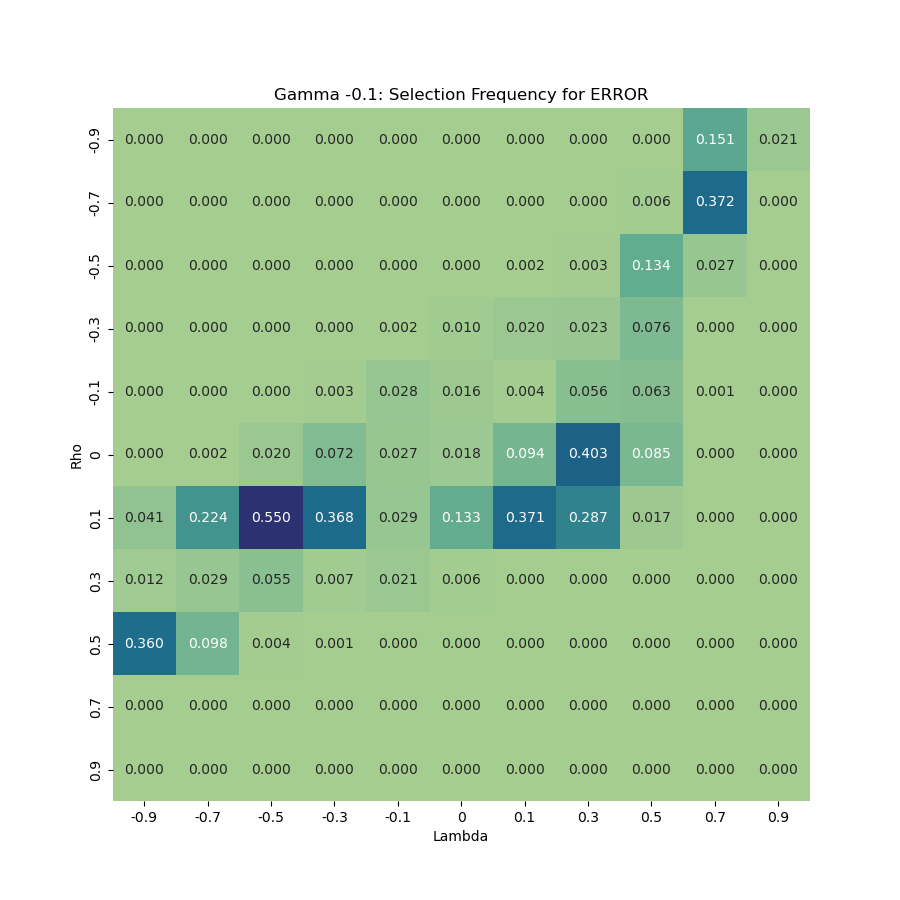 Gamma -0.1: Selection Frequency for ERROR
-0.9 0.000 0.000 0.000 0.000 0.000 0.000 0.000 0.000 0.000 0.151 0.021
-0.7 0.000 0.000 0.000 0.000 0.000 0.000 0.000 0.000 0.006 0.372 0.000
-0.5 0.000 0.000 0.000 0.000 0.000 0.000 0.002 0.003 0.134 0.027 0.000
-0.3 0.000 0.000 0.000 0.000 0.002 0.010 0.020 0.023 0.076 0.000 0.000
-0.1 0.000 0.000 0.000 0.003 0.028 0.016 0.004 0.056 0.063 0.001 0.000
Rho
0 0.000 0.002 0.020 0.072 0.027 0.018 0.094 0.403 0.085 0.000 0.000
0.1 0.041 0.224 0.550 0.368 0.029 0.133 0.371 0.287 0.017 0.000 0.000
0.3 0.012 0.029 0.055 0.007 0.021 0.006 0.000 0.000 0.000 0.000 0.000
0.5 0.360 0.098 0.004 0.001 0.000 0.000 0.000 0.000 0.000 0.000 0.000
0.7 0.000 0.000 0.000 0.000 0.000 0.000 0.000 0.000 0.000 0.000 0.000
0.9 0.000 0.000 0.000 0.000 0.000 0.000 0.000 0.000 0.000 0.000 0.000
-0.9 -0.7 -0.5 -0.3 -0.1 0 0.1 0.3 0.5 0.7 0.9
Lambda